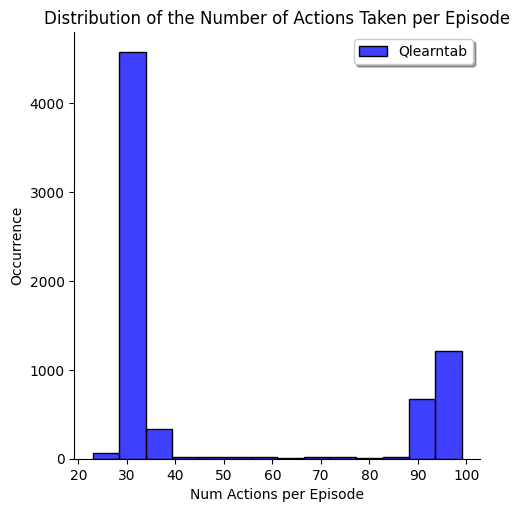 Distribution of the Number of Actions Taken per Episode
Qlearntab
4000
3000
2000
1000
0
Occurrence
20 30 40 50 60 70 80 90 100
Num Actions per Episode